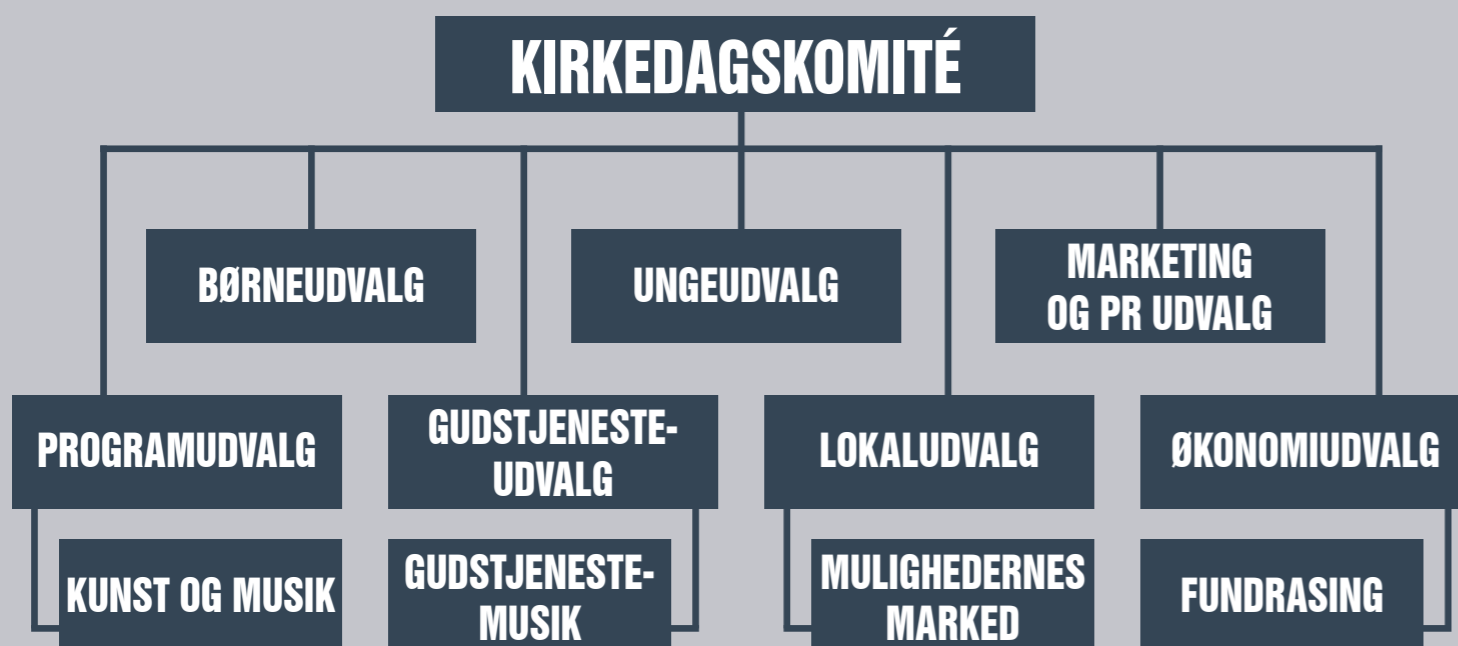 KIRKEDAGSKOMITÉ
BØRNEUDVALG
UNGEUDVALG
MARKETING
OG PR UDVALG
PROGRAMUDVALG
GUDSTJENESTE-
UDVALG
LOKALUDVALG
ØKONOMIUDVALG
KUNST OG MUSIK
GUDSTJENESTE-
MUSIK
MULIGHEDERNES
MARKED
FUNDRASING